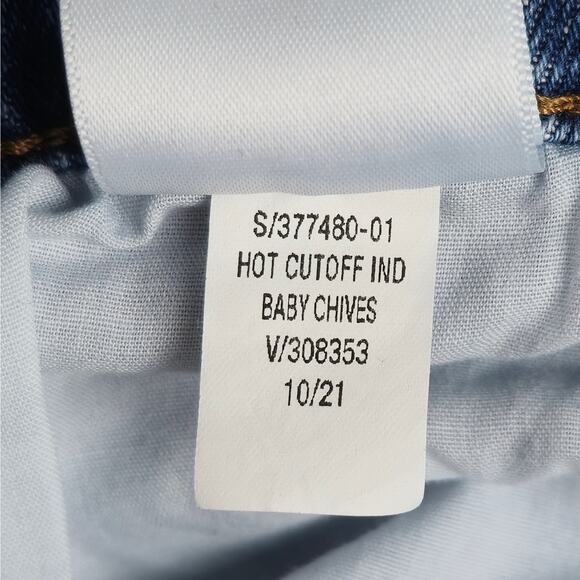 S/377480-01
HOT CUTOFF IND
BABY CHIVES
V/308353
10/21